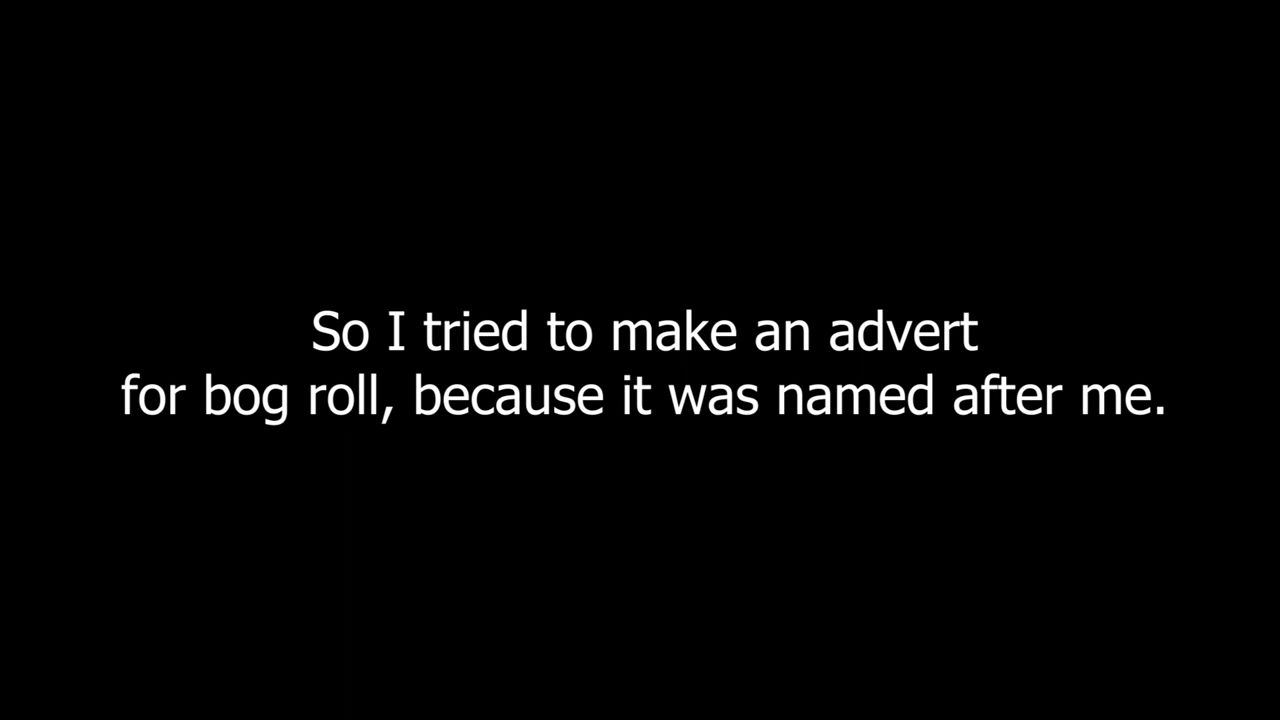 So I tried to make an advert
for bog roll, because it was named after me.